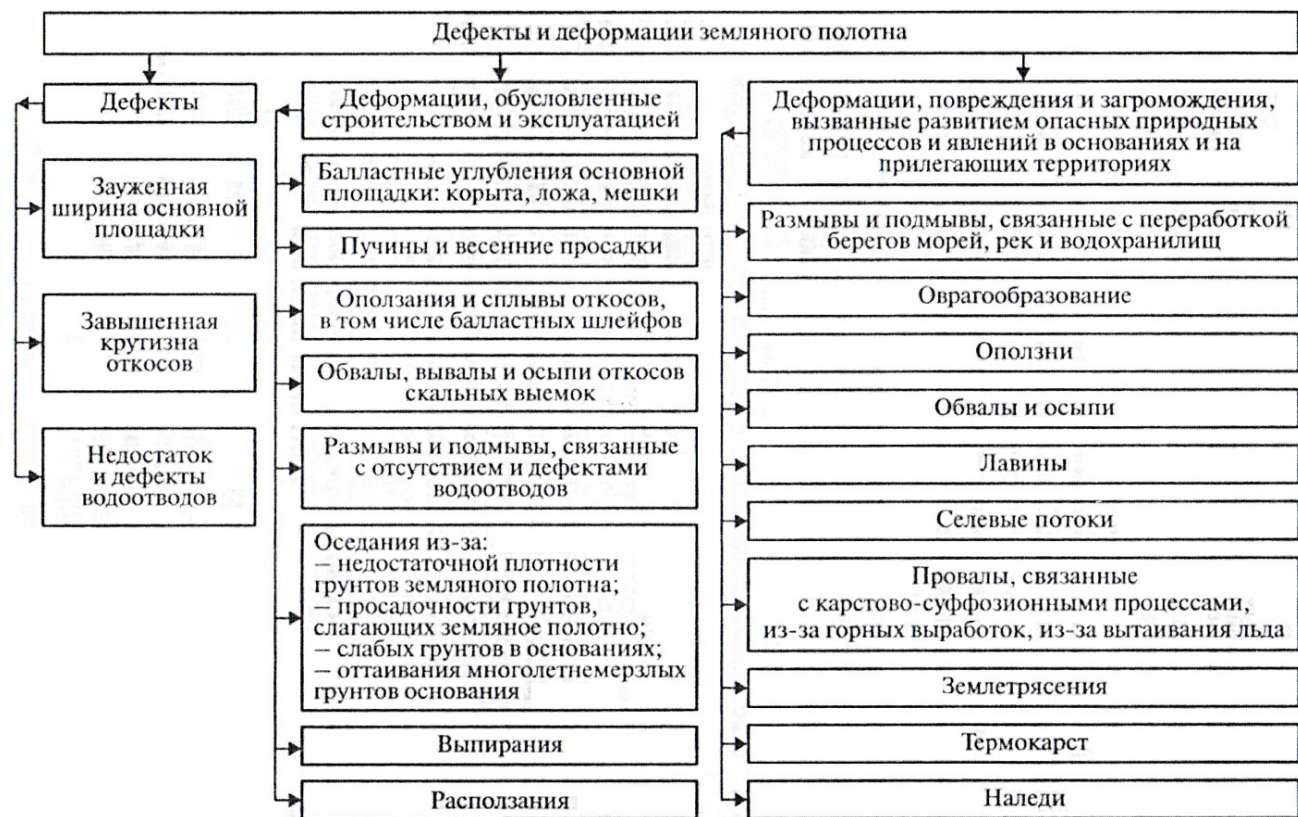 Дефекты и деформации земляного полотна
Дефекты
Зауженная
ширина основной
площадки
Завышенная
крутизна
откосов
Недостаток
и дефекты
водоотводов
Деформации, обусловленные
строительством и эксплуатацией
Балластные углубления основной
площадки: корыта, ложа, мешки
Пучины и весенние просадки
Оползания и сплывы откосов,
в том числе балластных шлейфов
Обвалы, вывалы и осыпи откосов
скальных выемок
Размывы и подмывы, связанные
с отсутствием и дефектами
водоотводов
Оседания из-за:
– недостаточной плотности
грунтов земляного полотна;
– просадочности грунтов,
слагающих земляное полотно;
– слабых грунтов в основаниях;
– оттаивания многолетнемерзлых
грунтов основания
Выпирания
Расползания
Деформации, повреждения и загромождения,
вызванные развитием опасных природных
процессов и явлений в основаниях и на
прилегающих территориях
Размывы и подмывы, связанные с переработкой
берегов морей, рек и водохранилищ
Оврагообразование
Оползни
Обвалы и осыпи
Лавины
Селевые потоки
Провалы, связанные
с карстово-суффозионными процессами,
из-за горных выработок, из-за вытаивания льда
Землетрясения
Термокарст
Наледи